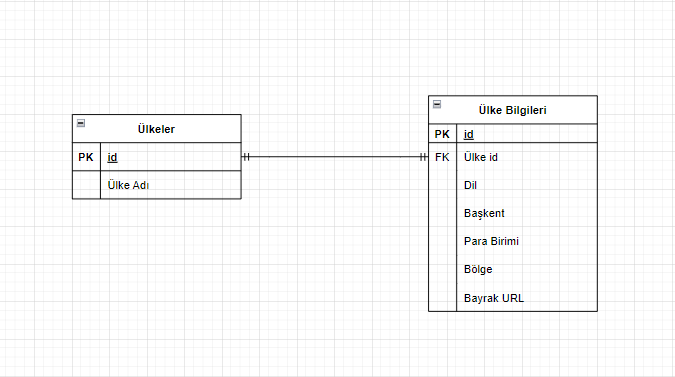 Ülkeler
PK id
Ülke Adı
Ülke Bilgileri
PK id
FK Ülke id
Dil
Başkent
Para Birimi
Bölge
Bayrak URL